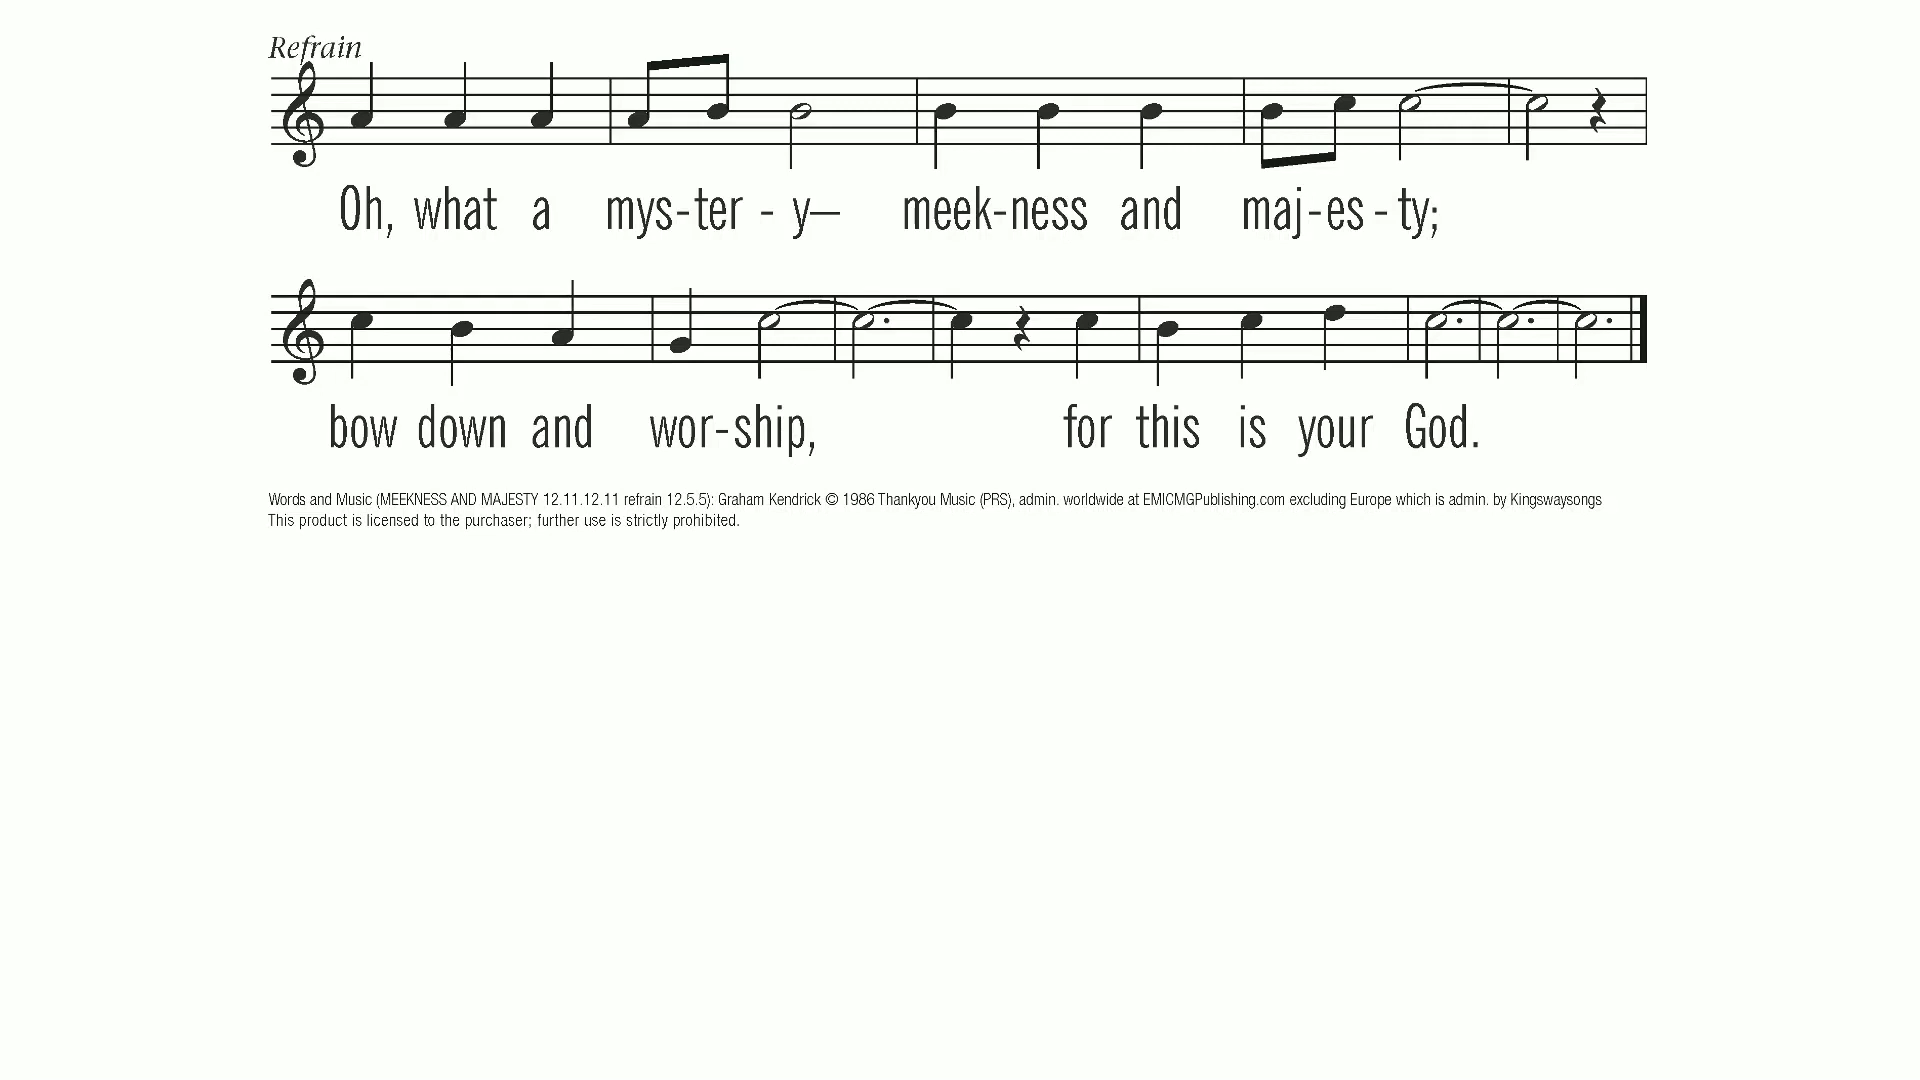 Refrain
Oh, what a mys-ter - y— meek-ness and maj-es - ty;
bow down and wor-ship, for this is your God.
Words and Music (MEEKNESS AND MAJESTY 12.11.12.11 refrain 12.5.5): Graham Kendrick © 1986 Thankyou Music (PRS), admin. worldwide at EMICMGPublishing.com excluding Europe which is admin. by Kingswaysongs
This product is licensed to the purchaser; further use is strictly prohibited.